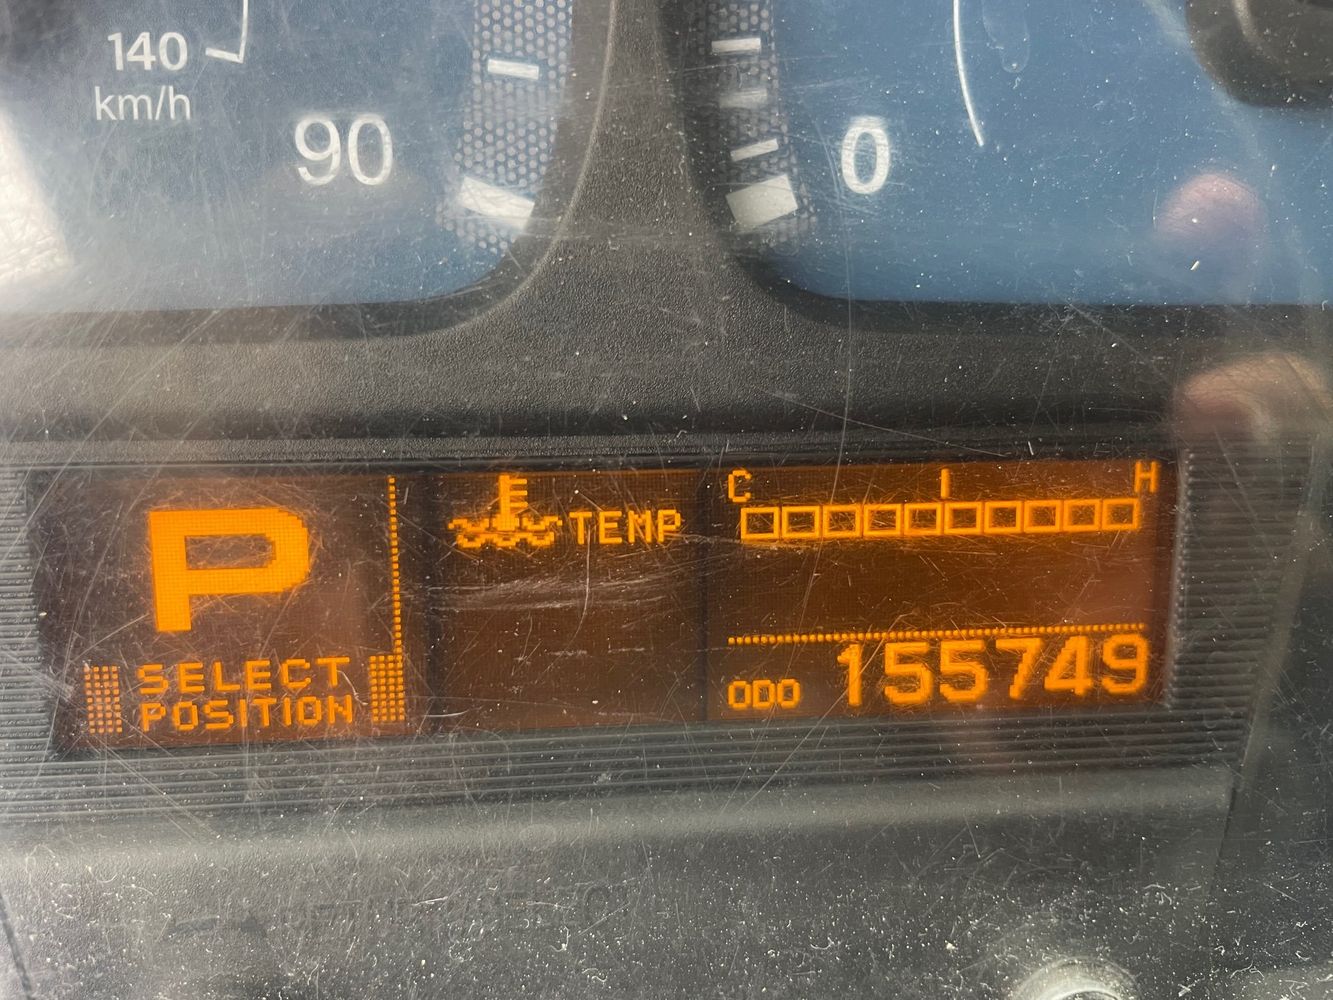 140
km/h
90
0
P
SELECT
POSITION
TEMP
C H
ODO 155749